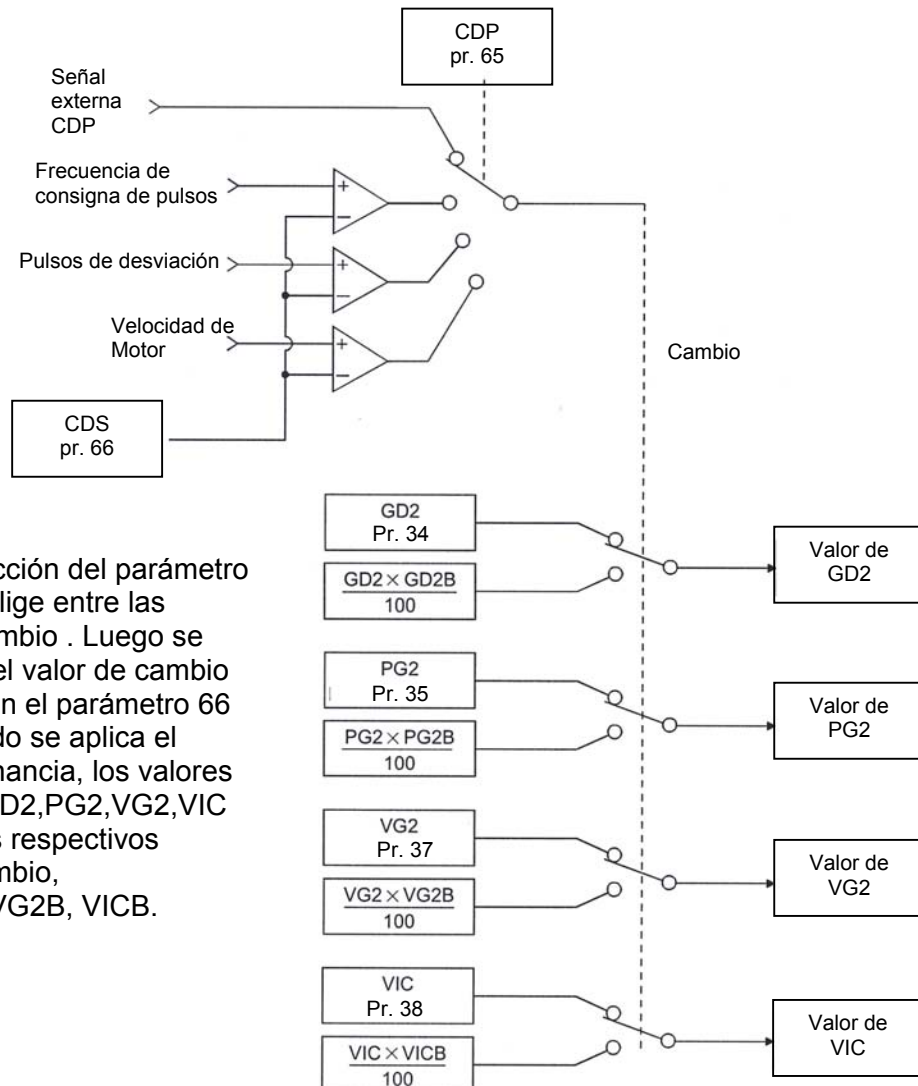 CDP
pr. 65
Señal
externa
CDP
Frecuencia de
consigna de pulsos
+
−
Pulsos de desviación
+
−
Velocidad de
Motor
+
−
Cambio
CDS
pr. 66
cción del parámetro
lige entre las
mbio . Luego se
el valor de cambio
n el parámetro 66
do se aplica el
nancia, los valores
D2,PG2,VG2,VIC
s respectivos
mbio,
VG2B, VICB.
GD2
Pr. 34
GD2 × GD2B
100
Valor de
GD2
PG2
Pr. 35
PG2 × PG2B
100
Valor de
PG2
VG2
Pr. 37
VG2 × VG2B
100
Valor de
VG2
VIC
Pr. 38
VIC × VICB
100
Valor de
VIC